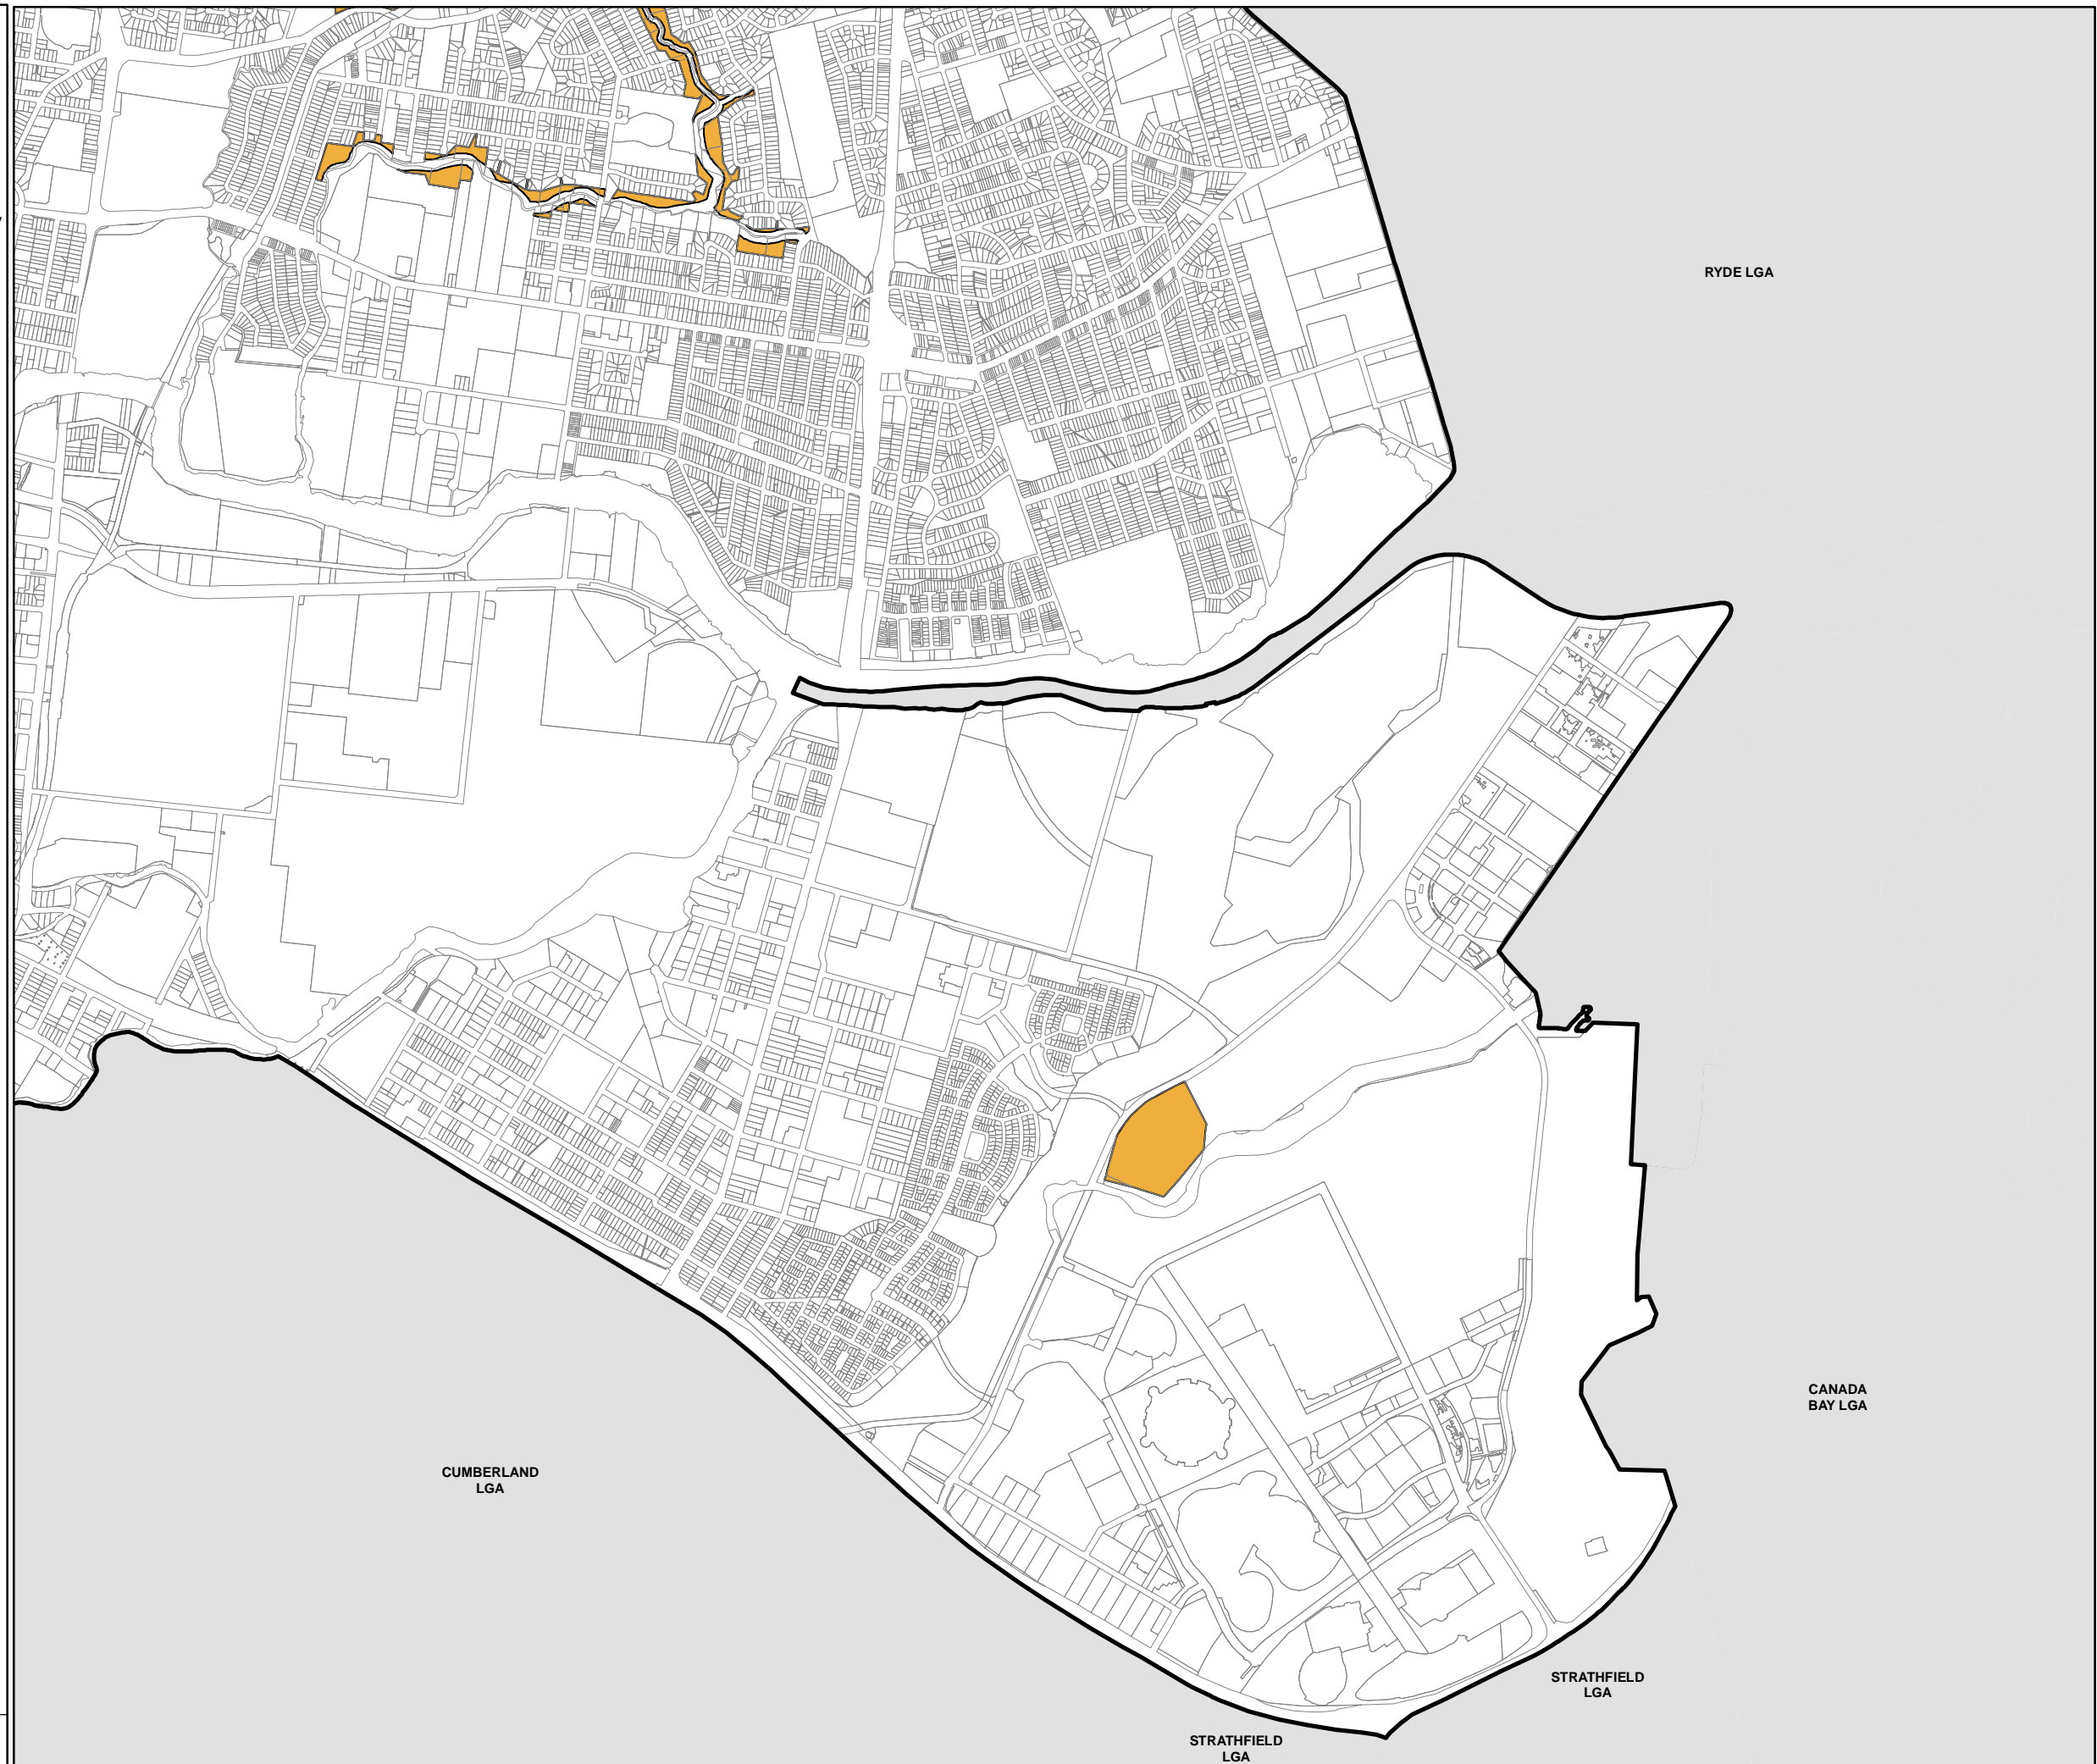 RYDE LGA
CANADA
BAY LGA
CUMBERLAND
LGA
STRATHFIELD
LGA
STRATHFIELD
LGA